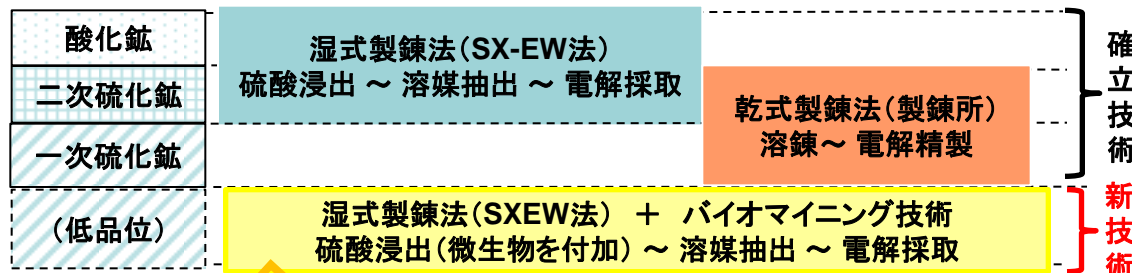 酸化鉱
二次硫化鉱
一次硫化鉱
(低品位)
湿式製錬法(SX-EW法)
硫酸浸出 ~ 溶媒抽出 ~ 電解採取
乾式製錬法(製錬所)
溶錬~ 電解精製
湿式製錬法(SXEW法) + バイオマイニング技術
硫酸浸出(微生物を付加) ~ 溶媒抽出 ~ 電解採取
確立技術
新技術